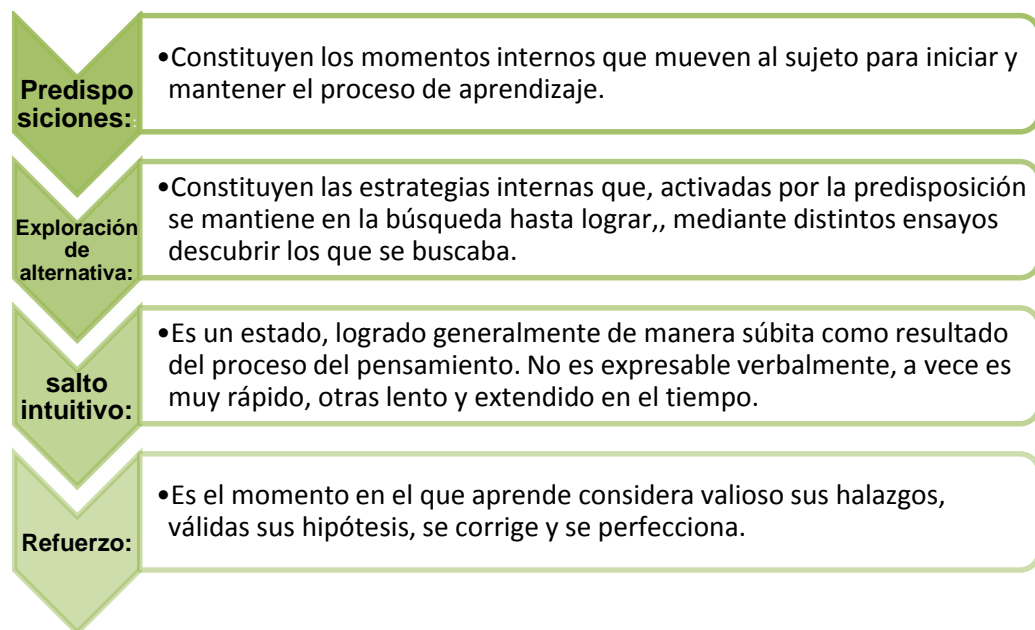 Predispo
siciones:
•Constituyen los momentos internos que mueven al sujeto para iniciar y
mantener el proceso de aprendizaje.
Exploración
de
alternativa:
•Constituyen las estrategias internas que, activadas por la predisposición
se mantiene en la búsqueda hasta lograr,, mediante distintos ensayos
descubrir los que se buscaba.
salto
intuitivo:
•Es un estado, logrado generalmente de manera súbita como resultado
del proceso del pensamiento. No es expresable verbalmente, a vece es
muy rápido, otras lento y extendido en el tiempo.
Refuerzo:
•Es el momento en el que aprende considera valioso sus halazgos,
válidas sus hipótesis, se corrige y se perfecciona.